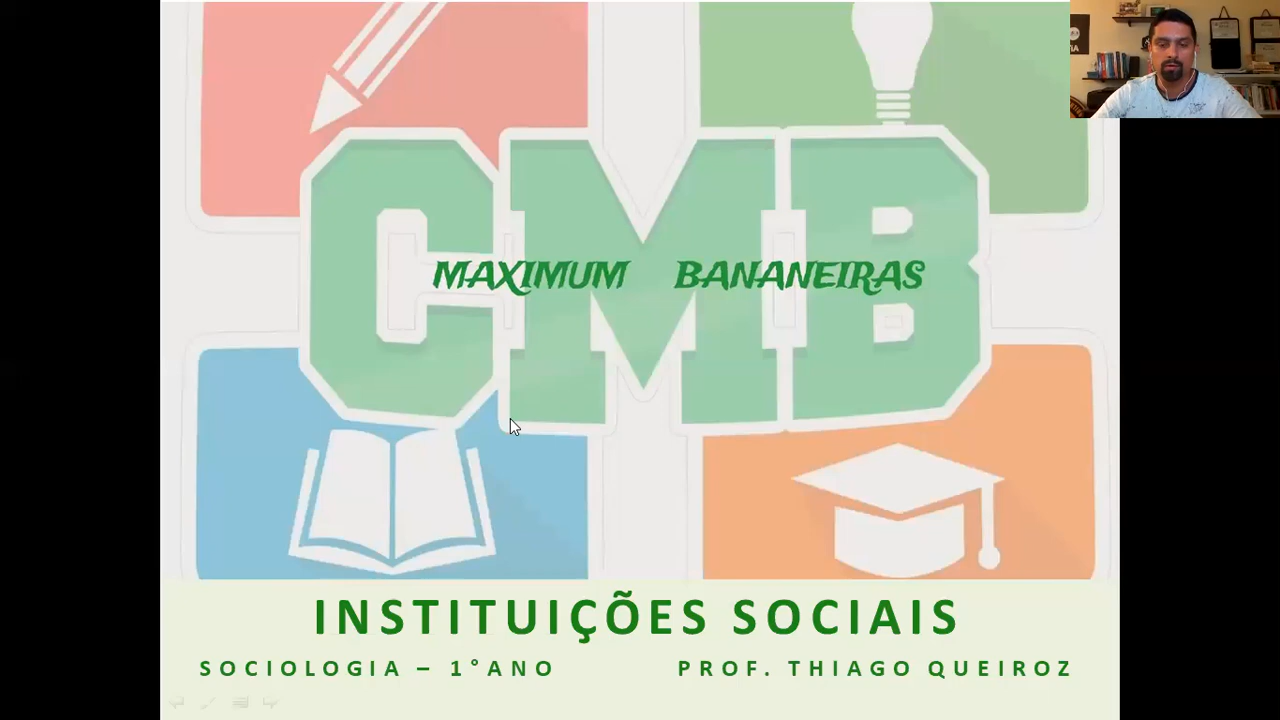 CMB
MAXIMUM BANANEIRAS
INSTITUIÇÕES SOCIAIS
SOCIOLOGIA – 1°ANO PROF. THIAGO QUEIROZ